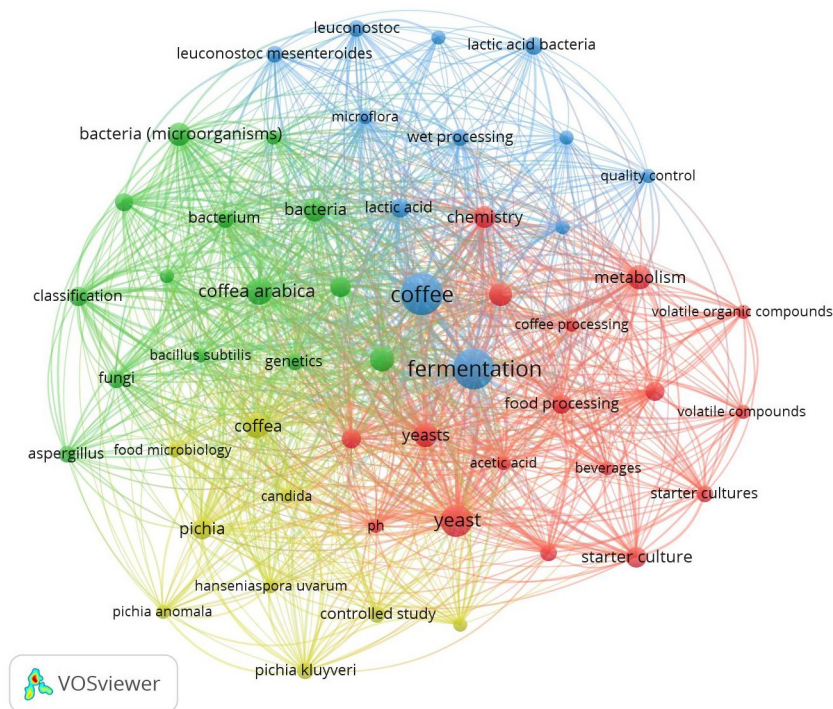 leuconostoc
leuconostoc mesenteroides
lactic acid bacteria
microflora
bacteria (microorganisms)
wet processing
quality control
bacterium
bacteria
lactic acid
chemistry
metabolism
classification
coffea arabica
coffee
volatile organic compounds
coffee processing
bacillus subtilis
genetics
fermentation
fungi
food processing
volatile compounds
coffea
yeasts
aspergillus
food microbiology
acetic acid
beverages
candida
starter cultures
pichia
ph
yeast
starter culture
hanseniaspora uvarum
pichia anomala
controlled study
pichia kluyveri
VOSviewer